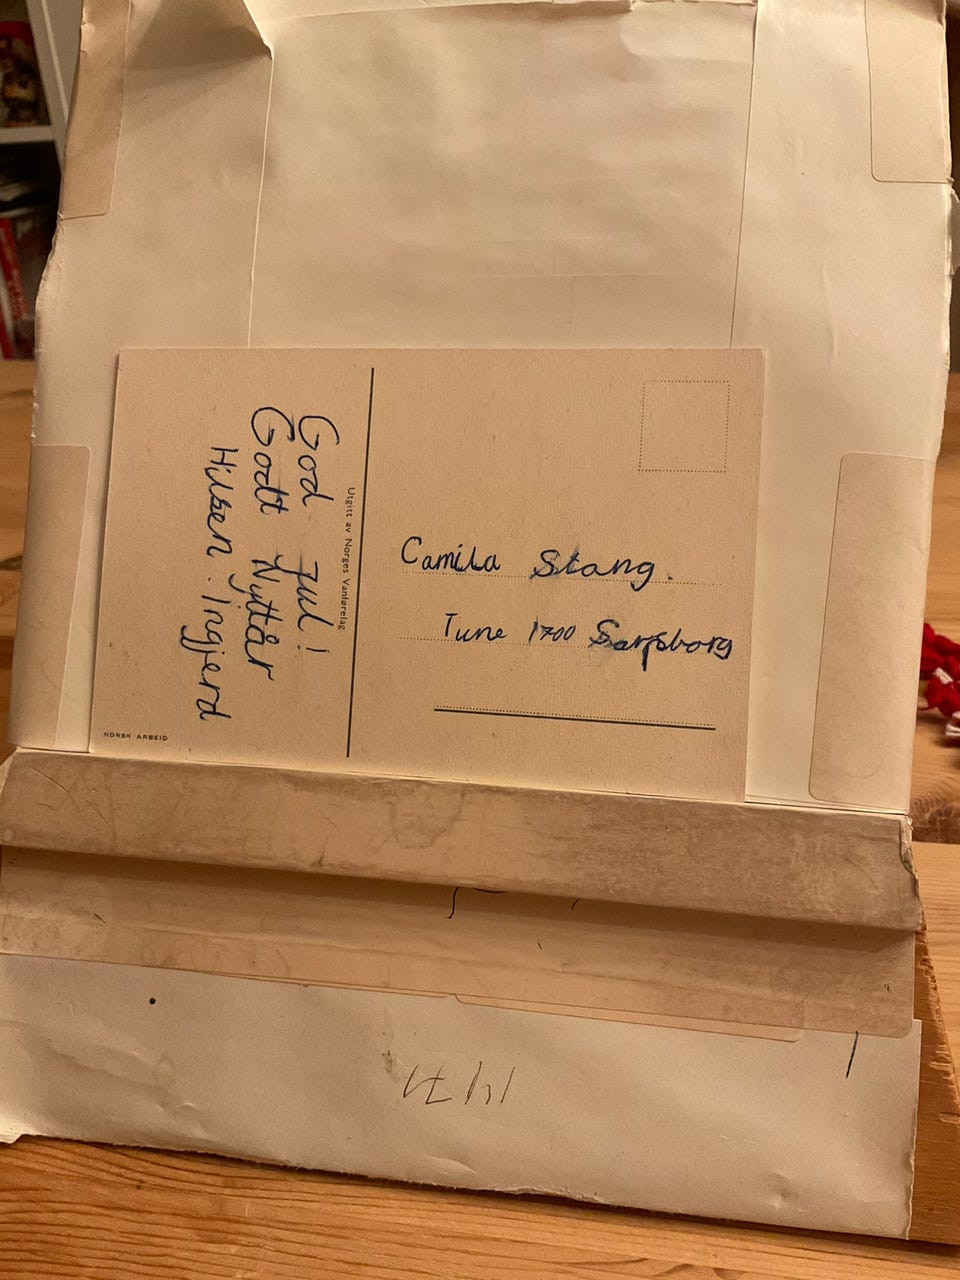 God Jul!
Godt Nyttår
Hilsen. Ingjerd
Utgitt av Norges Vanførelag
NORSK ARBEID
Camila Stang.
Tune 1700 Sarpsborg